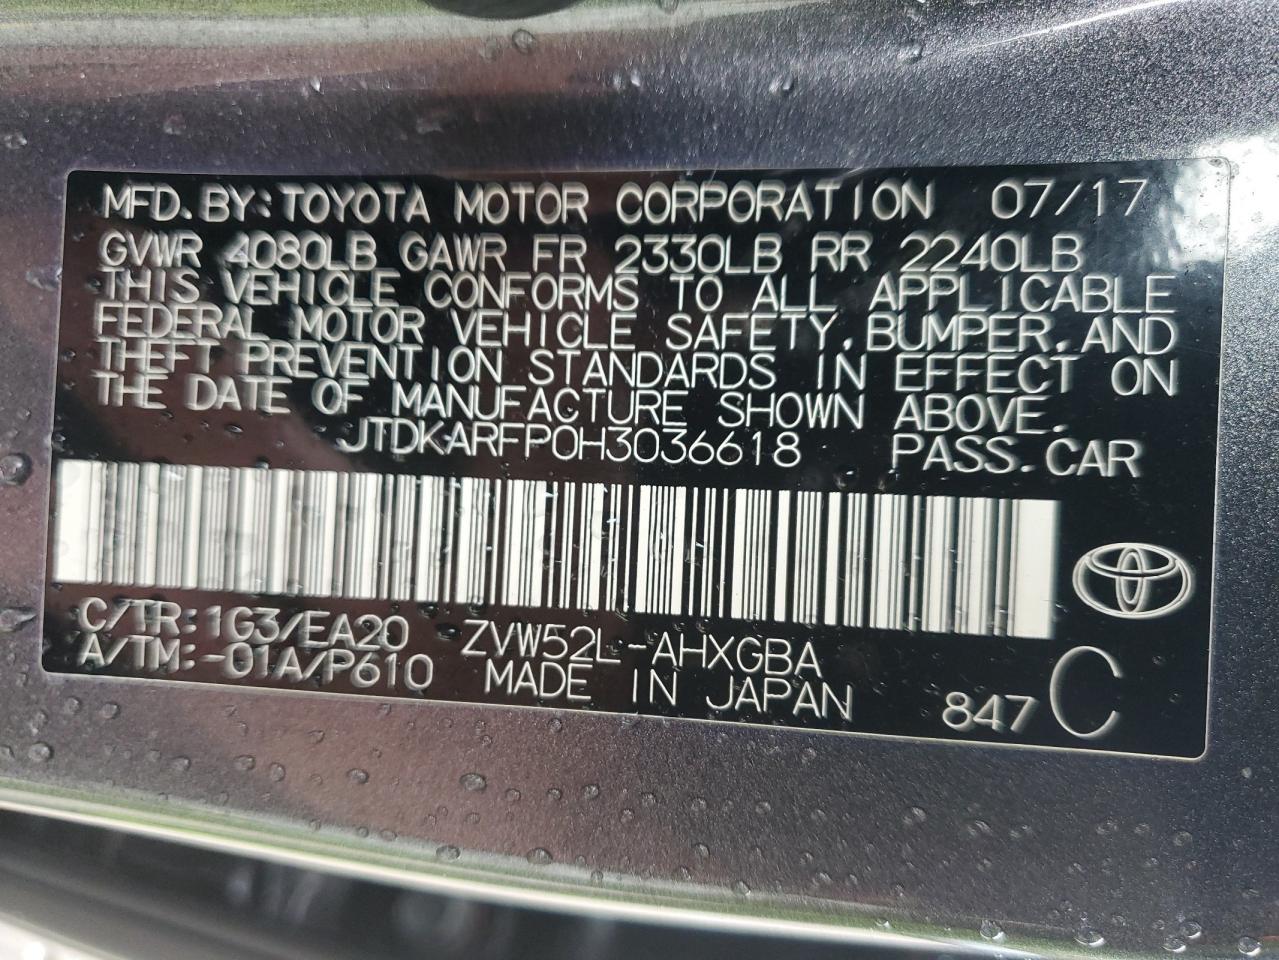 MFD. BY: TOYOTA MOTOR CORPORATION 07/17
GVWR 4080LB GAWR FR 2330LB RR 2240LB
THIS VEHICLE CONFORMS TO ALL APPLICABLE
FEDERAL MOTOR VEHICLE SAFETY, BUMPER, AND
THEFT PREVENTION STANDARDS IN EFFECT ON
THE DATE OF MANUFACTURE SHOWN ABOVE.
JTDKARFP0H3036618 PASS. CAR
C/TR: 1G3/EA20 ZVW52L-AHXGBA
A/TM: -01A/P610 MADE IN JAPAN 847 C